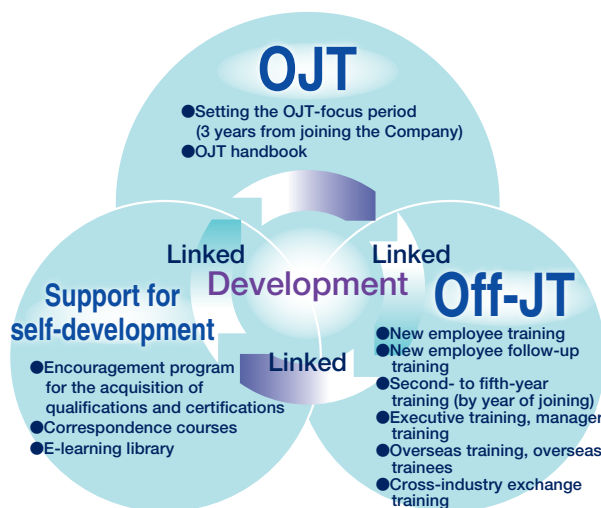 OJT
●Setting the OJT-focus period
(3 years from joining the Company)
●OJT handbook
Linked
Linked
Development
Linked
Support for
self-development
●Encouragement program
for the acquisition of
qualifications and certifications
●Correspondence courses
●E-learning library
Off-JT
●New employee training
●New employee follow-up
training
●Second- to fifth-year
training (by year of joining)
●Executive training, manager
training
●Overseas training, overseas
trainees
●Cross-industry exchange
training